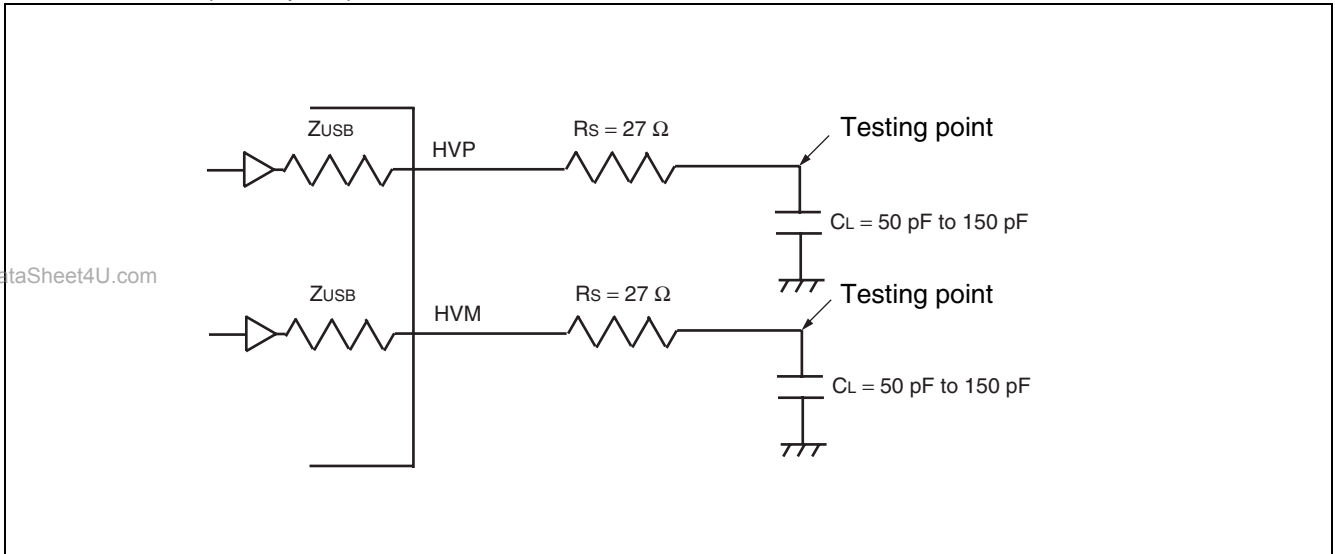 ZUSB
HVP
RS = 27 Ω
Testing point
CL = 50 pF to 150 pF
ataSheet4U.com
ZUSB
HVM
RS = 27 Ω
Testing point
CL = 50 pF to 150 pF